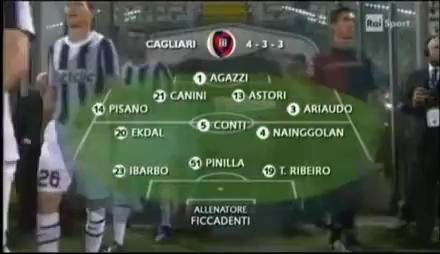 Rai Sport
CAGLIARI 4-3-3
1 AGAZZI
21 CANINI 13 ASTORI
14 PISANO 3 ARIAUDO
5 CONTI
20 EKDAL 4 NAINGGOLAN
51 PINILLA
23 IBARBO 19 T. RIBEIRO
26
ALLENATORE
FICCADENTI